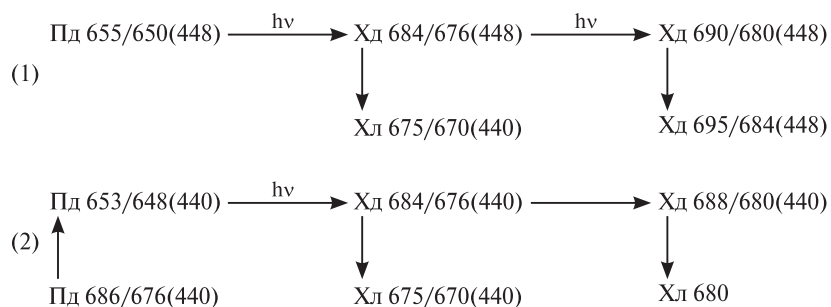 hν hν
Пд 655/650(448) Хд 684/676(448) Хд 690/680(448)
(1)
Хл 675/670(440) Хд 695/684(448)
hν
Пд 653/648(440) Хд 684/676(440) Хд 688/680(440)
(2)
Пд 686/676(440) Хл 675/670(440) Хл 680